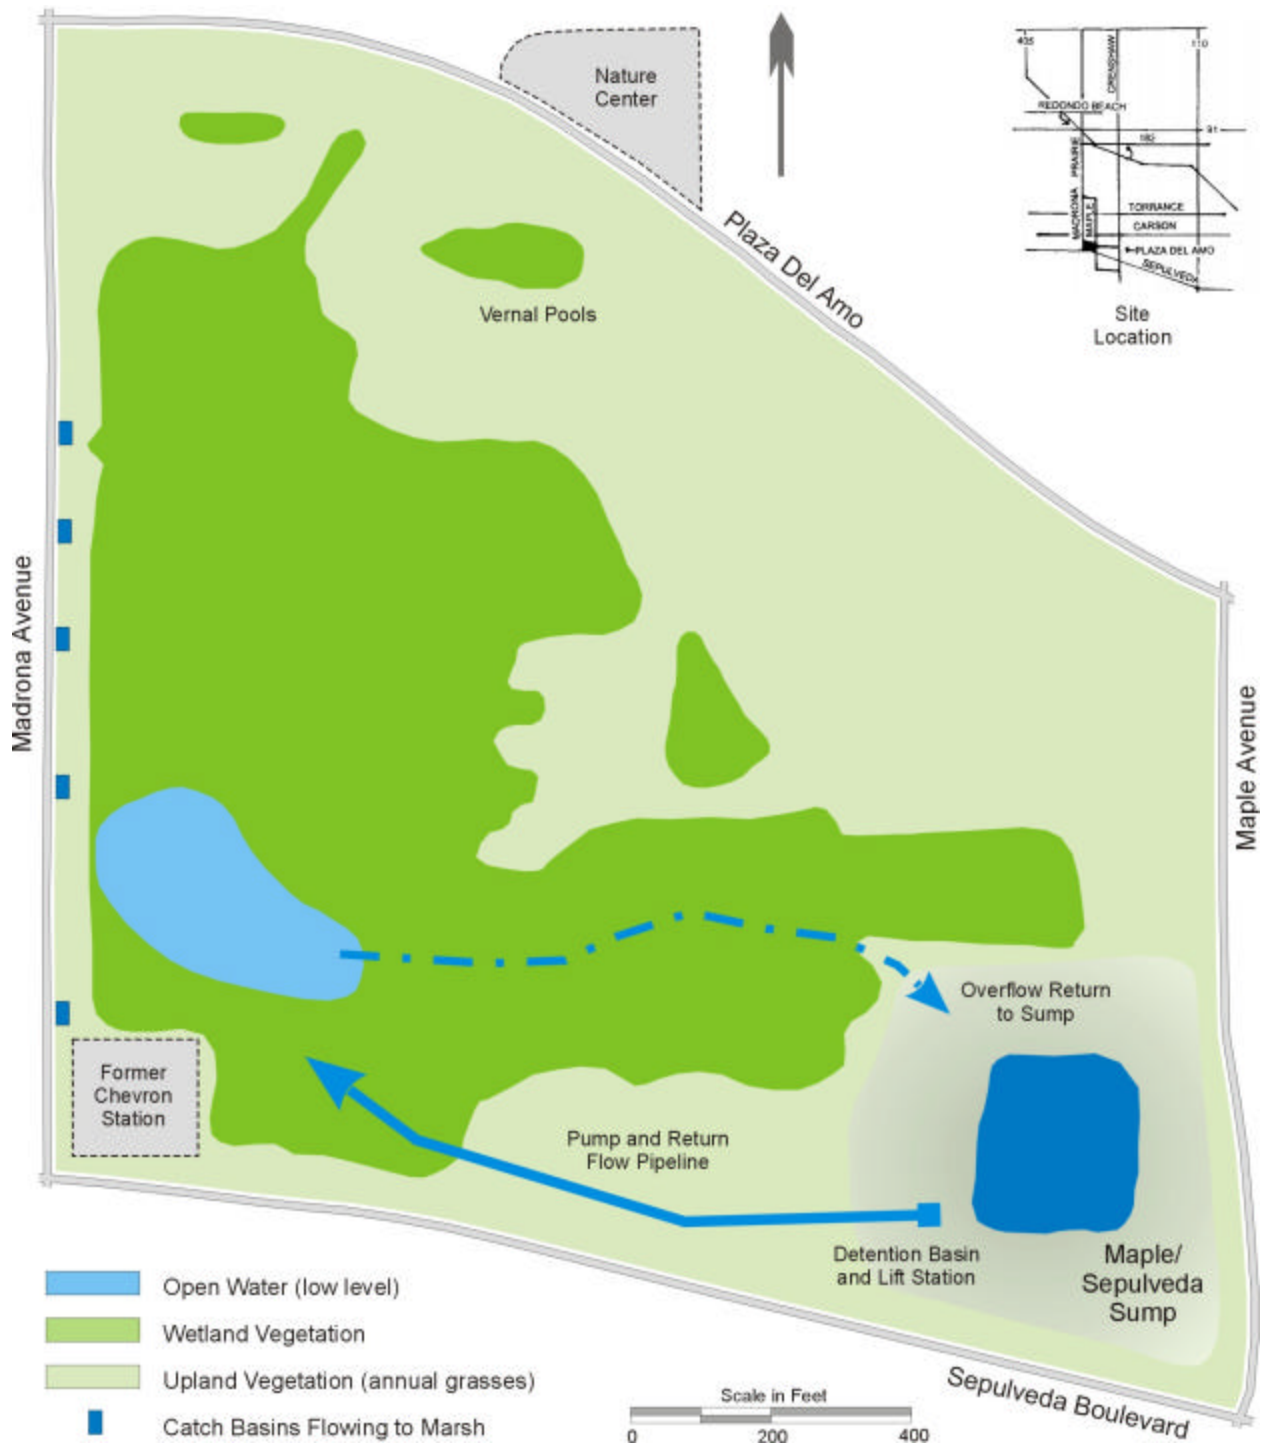 Nature
Center
Plaza Del Amo
Vernal Pools
405
CRENSHAW
110
REDONDO BEACH
91
182
MADRONA
PRAIRIE
MAPLE
TORRANCE
CARSON
PLAZA DEL AMO
SEPULVEDA
Site
Location
Madrona Avenue
Maple Avenue
Overflow Return
to Sump
Former
Chevron
Station
Pump and Return
Flow Pipeline
Detention Basin
and Lift Station
Maple/
Sepulveda
Sump
Open Water (low level)
Wetland Vegetation
Upland Vegetation (annual grasses)
Catch Basins Flowing to Marsh
Scale in Feet
0
200
400
Sepulveda Boulevard